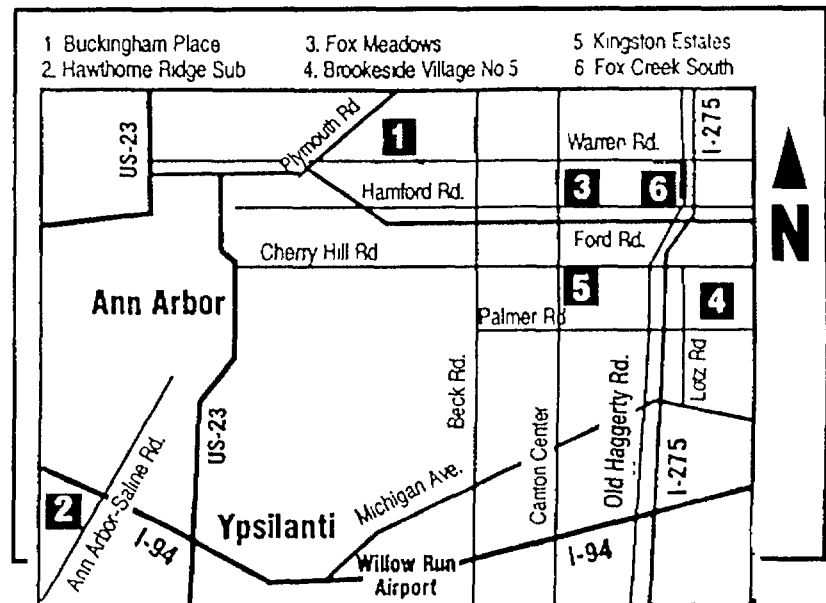 1 Buckingham Place
3. Fox Meadows
5 Kingston Estates
2. Hawthorne Ridge Sub
4. Brookeside Village No 5
6 Fox Creek South
US-23
Plymouth Rd
1
Warren Rd.
I-275
Hamford Rd.
3
6
N
Ford Rd.
Cherry Hill Rd
Ann Arbor
5
4
Palmer Rd
Beck Rd.
Canton Center
Old Haggerty Rd.
Lotz Rd
US-23
I-275
Ann Arbor-Saline Rd.
Michigan Ave.
2
Ypsilanti
I-94
Willow Run
Airport
I-94